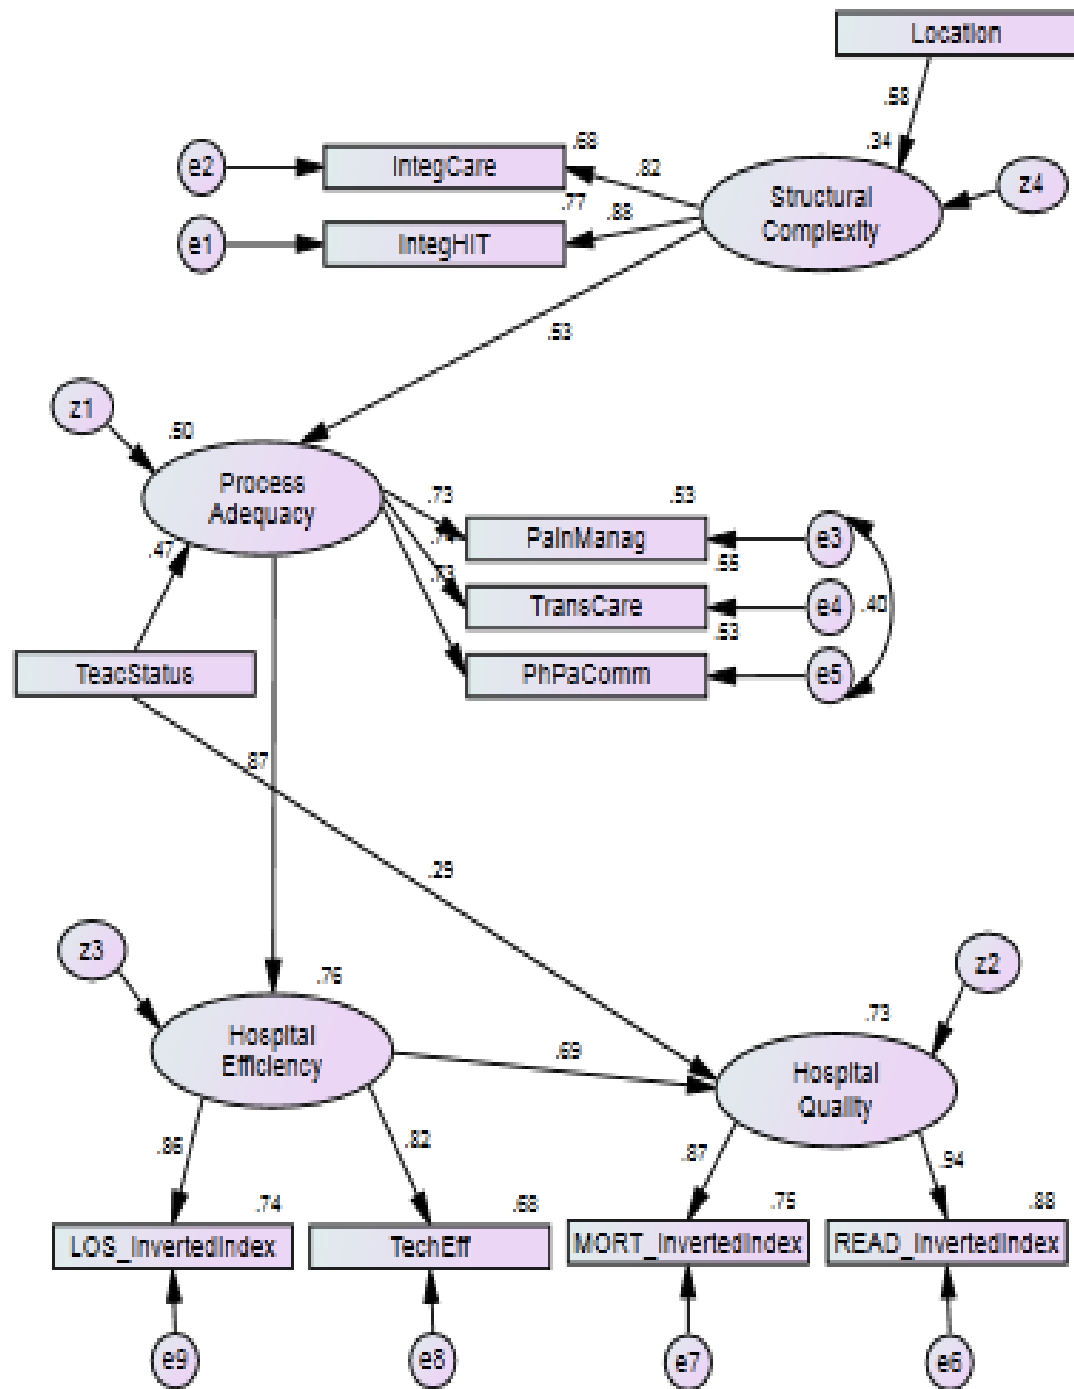 Location
.58
.34
.68
e2
IntegCare
.82
z4
Structural
Complexity
.77
.88
e1
IntegHIT
.53
z1
.50
Process
Adequacy
.73
.53
PainManag
e3
.47
.73
TransCare
e4
.40
.53
TeacStatus
PhPaComm
e5
.87
.29
z3
z2
.76
.73
Hospital
Efficiency
.69
Hospital
Quality
.86
.82
.87
.94
.74
.68
.75
.88
LOS_InvertedIndex
TechEff
MORT_InvertedIndex
READ_InvertedIndex
e9
e8
e7
e6